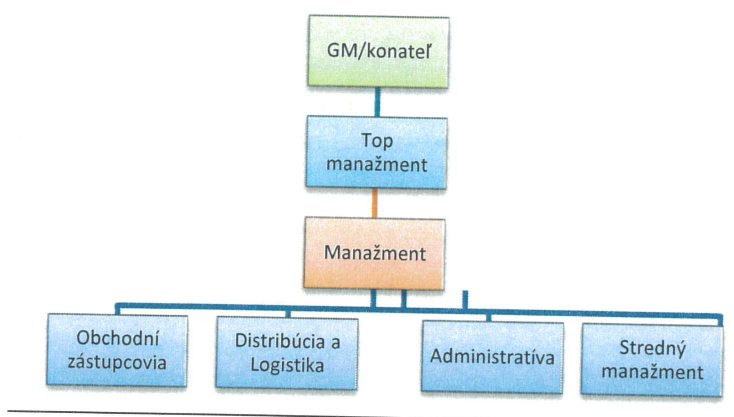 GM/konateľ
Top
manažment
Manažment
Obchodní
zástupcovia
Distribúcia a
Logistika
Administratíva
Stredný
manažment